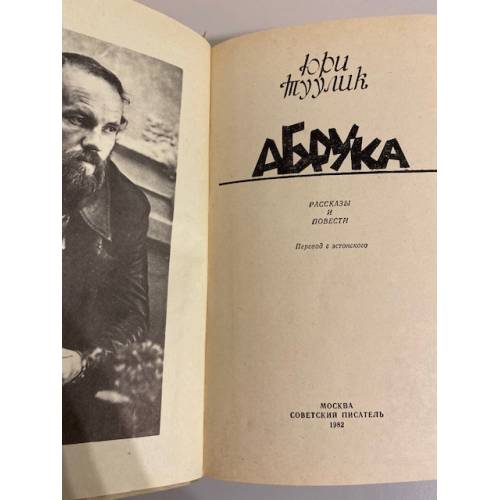 Юри
Туулик
АБРУКА
РАССКАЗЫ
И
ПОВЕСТИ
Перевод с эстонского
МОСКВА
СОВЕТСКИЙ ПИСАТЕЛЬ
1982